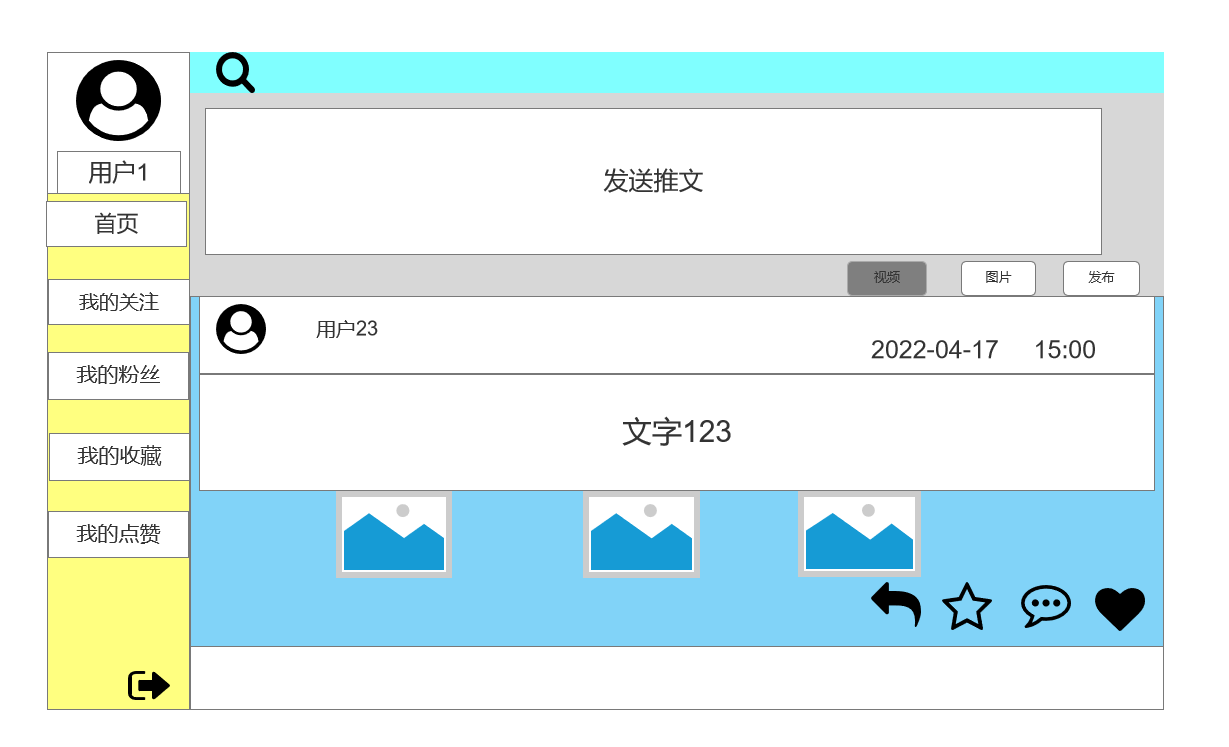 用户1
首页
我的关注
我的粉丝
我的收藏
我的点赞
发送推文
视频 图片 发布
用户23
2022-04-17 15:00
文字123